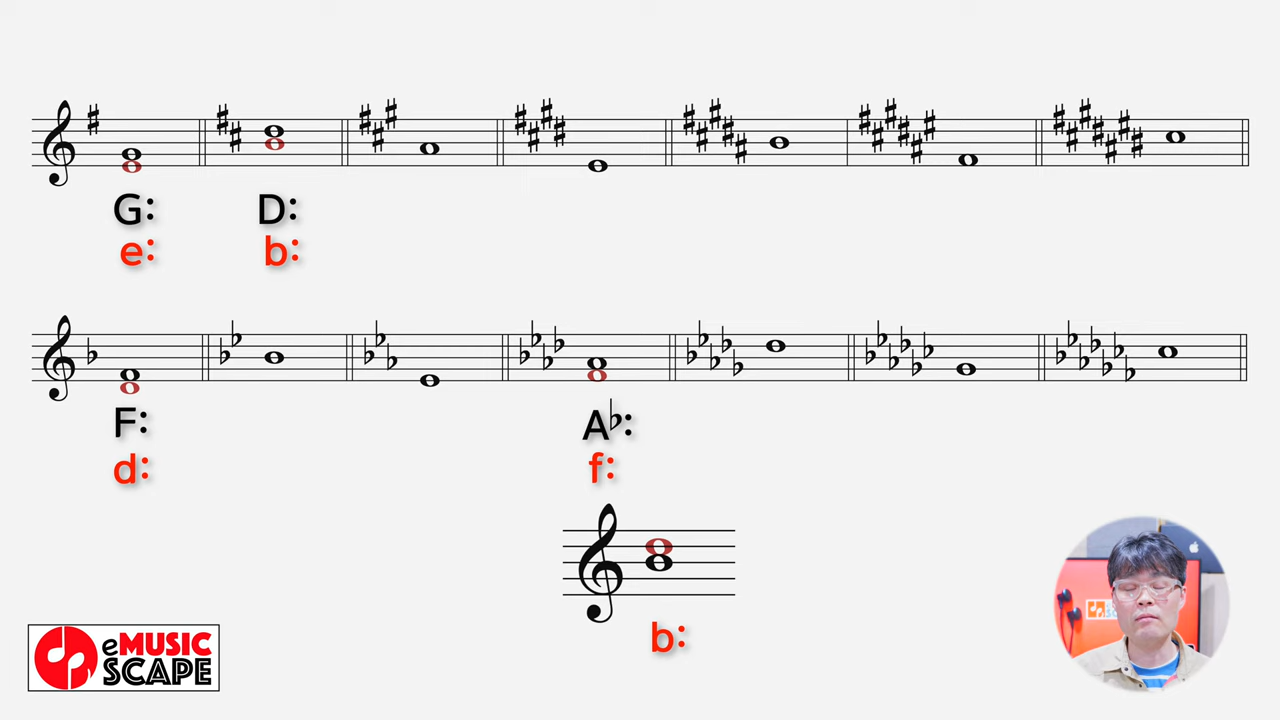 G: D:
e: b:
F: A♭:
d: f:
b:
eMUSIC
SCAPE